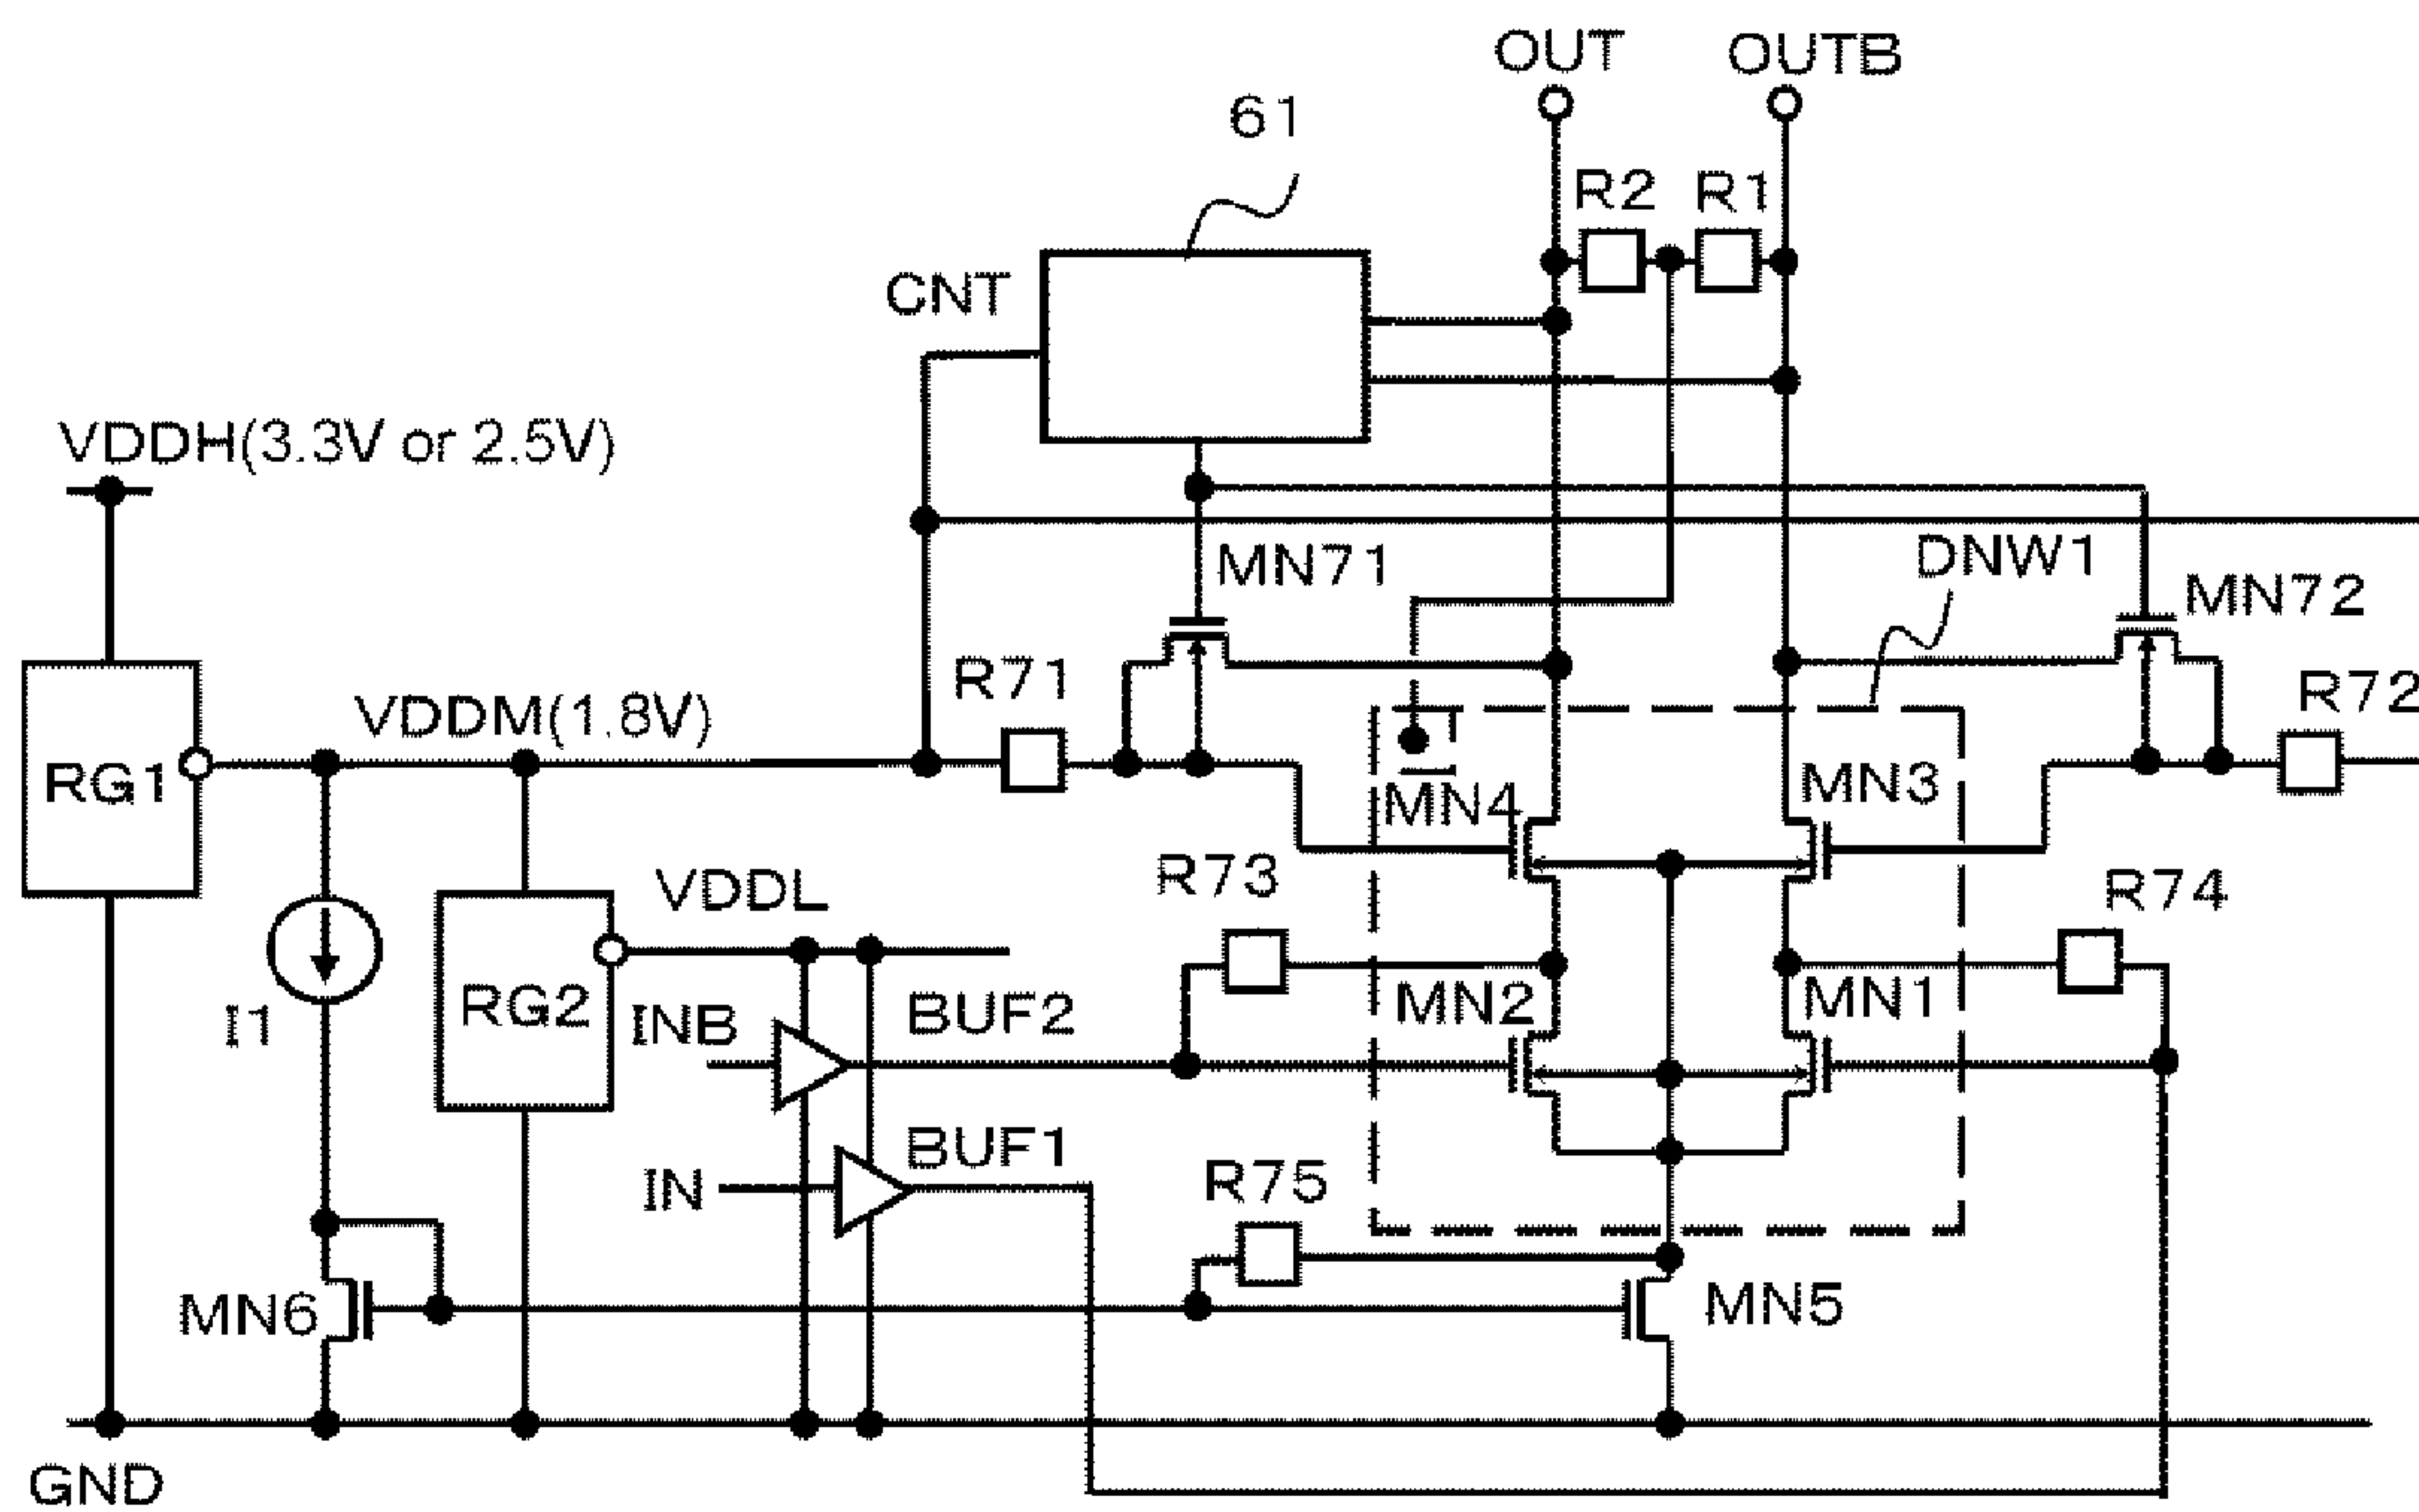 OUT
OUTB
61
R2
R1
CNT
VDDH(3.3V or 2.5V)
MN71
DNW1
MN72
R71
R72
VDDM(1.8V)
RG1
MN4
MN3
R73
R74
VDDL
RG2
I1
INB
BUF2
MN2
MN1
BUF1
IN
R75
MN6
MN5
GND